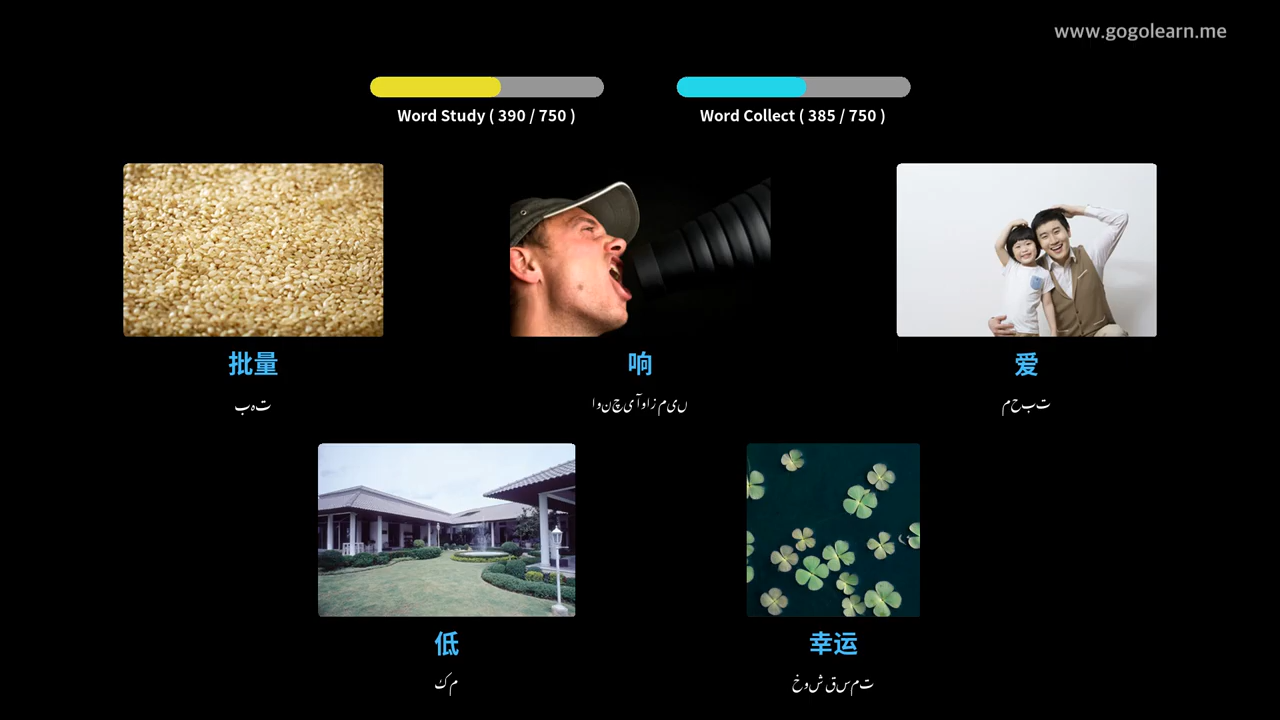 www.gogolearn.me
Word Study ( 390 / 750 )
Word Collect ( 385 / 750 )
批量
响
爱
بہت
اونچی آواز میں
محبت
低
幸运
کم
خوش قسمت